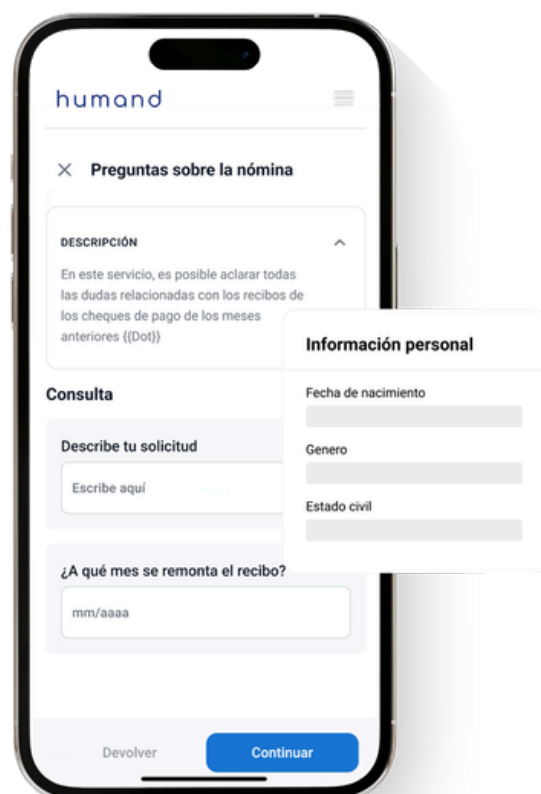 humand
Preguntas sobre la nómina
DESCRIPCIÓN
En este servicio, es posible aclarar todas
las dudas relacionadas con los recibos de
los cheques de pago de los meses
anteriores {{Dot}}
Consulta
Describe tu solicitud
Escribe aquí
¿A qué mes se remonta el recibo?
mm/aaaa
Devolver
Continuar
Información personal
Fecha de nacimiento
Genero
Estado civil